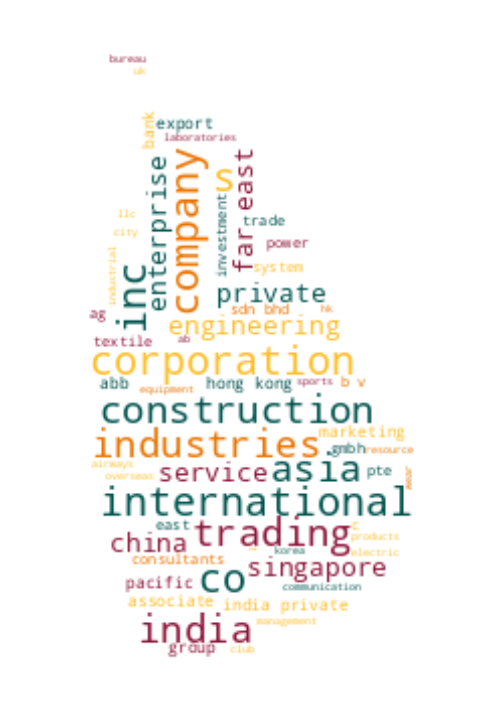 bureau
uk
bank
export
laboratories
company
enterprise
s
far east
investment
llc
trade
city
power
industrial
inc
system
private
sdn bhd
hk
ag
engineering
textile
ab
corporation
abb
equipment
hong kong
sports
b v
construction
marketing
industries
gmbh
resource
airways
overseas
service
asia
pte
international
east
trading
c
products
china
korea
electric
consultants
singapore
pacific
co
communication
associate
india private
india
management
group
club